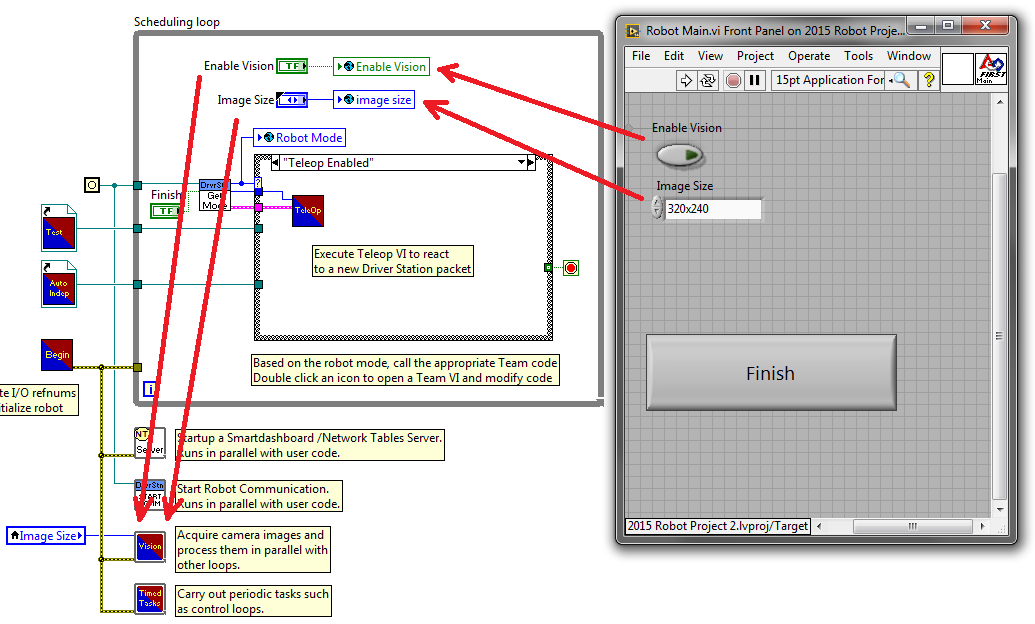 Scheduling loop
Enable Vision
TF
Enable Vision
Image Size
image size
Robot Mode
"Teleop Enabled"
Finish
TF
DrvrSt
Get
Mode
?
TeleOp
Test
Execute Teleop VI to react
to a new Driver Station packet
Auto
Indep
Begin
Based on the robot mode, call the appropriate Team code
Double click an icon to open a Team VI and modify code
te I/O refnums
itialize robot
i
NT
Server
Startup a Smartdashboard /Network Tables Server.
Runs in parallel with user code.
DrvrStn
START
Start Robot Communication.
Runs in parallel with user code.
Image Size
Vision
Acquire camera images and
process them in parallel with
other loops.
Timed
Tasks
Carry out periodic tasks such
as control loops.
Robot Main.vi Front Panel on 2015 Robot Proje...
File Edit View Project Operate Tools Window
15pt Application For
?
FIRST
Main
Enable Vision
Image Size
320x240
Finish
2015 Robot Project 2.lvproj/Target